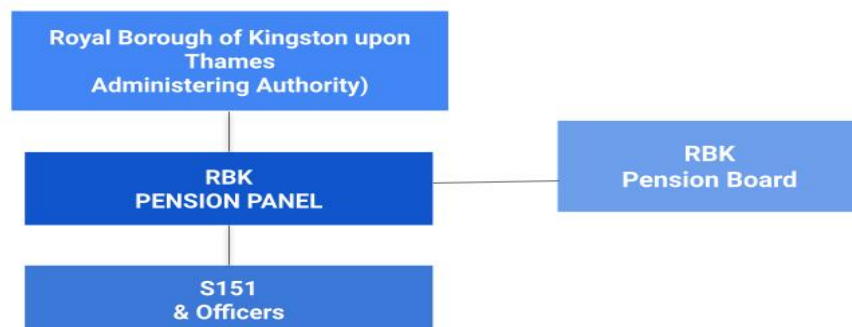 Royal Borough of Kingston upon
Thames
Administering Authority)
RBK
PENSION PANEL
RBK
Pension Board
S151
& Officers